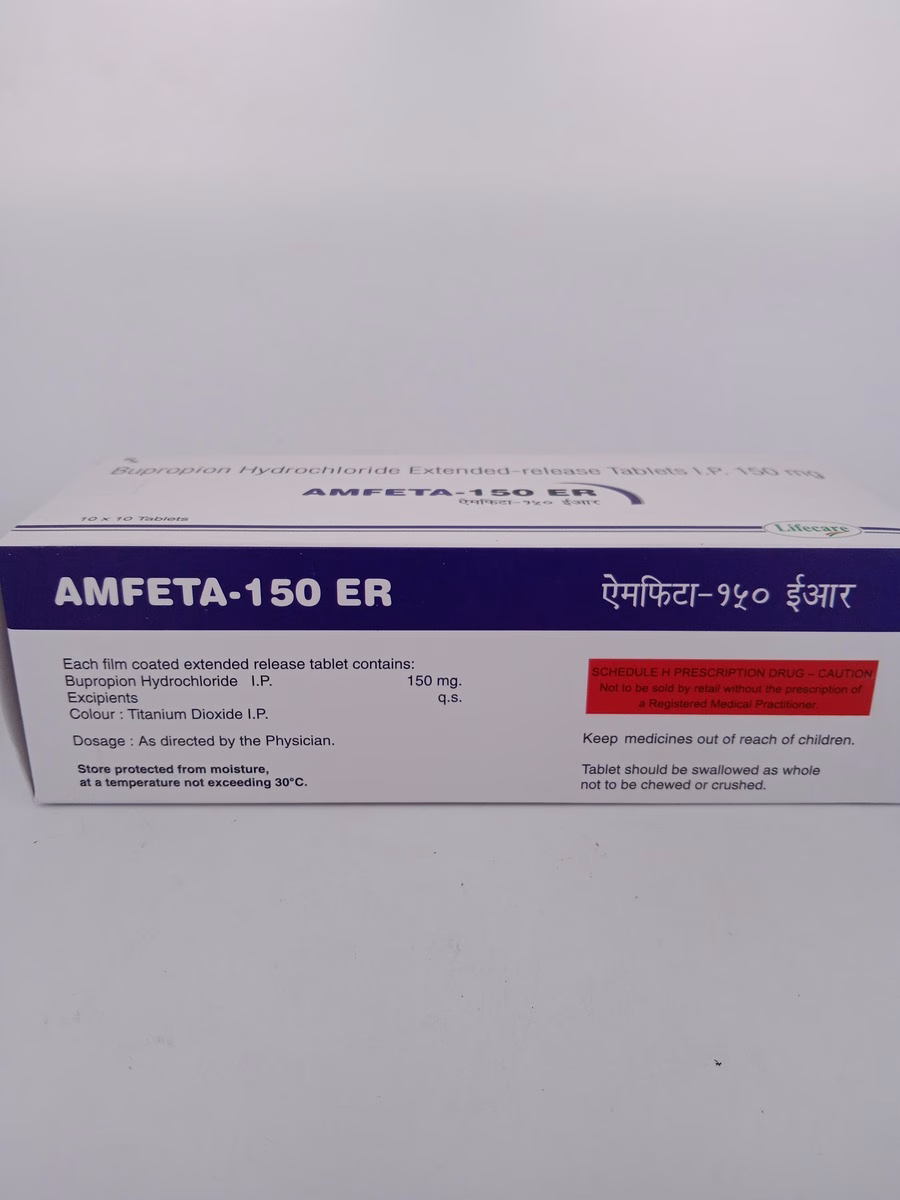 Bupropion Hydrochloride Extended-release Tablets I.P. 150 mg
AMFETA-150 ER
ऐमफिटा-१५० ईआर
10 x 10 Tablets
Lifecare
AMFETA-150 ER
ऐमफिटा-१५० ईआर
Each film coated extended release tablet contains:
Bupropion Hydrochloride I.P. 150 mg.
Excipients q.s.
Colour : Titanium Dioxide I.P.
Dosage : As directed by the Physician.
Store protected from moisture,
at a temperature not exceeding 30°C.
SCHEDULE H PRESCRIPTION DRUG – CAUTION
Not to be sold by retail without the prescription of
a Registered Medical Practitioner.
Keep medicines out of reach of children.
Tablet should be swallowed as whole
not to be chewed or crushed.